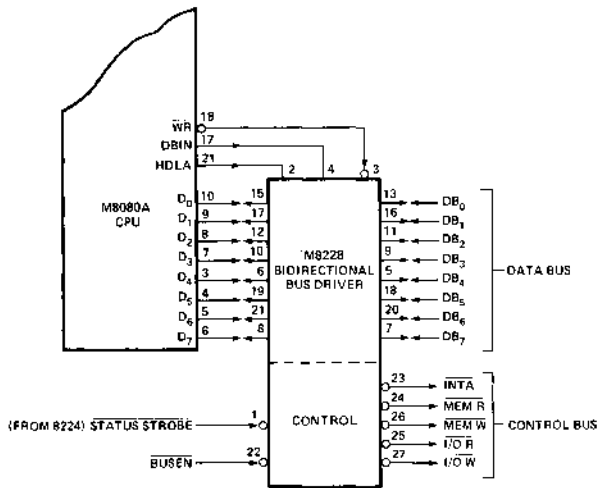 WR 18
DBIN 17
HDLA 21
2 4 3
M8080A
CPU
D0 10 15 13 DB0
D1 9 17 16 DB1
D2 8 12 11 DB2
D3 7 10 9 DB3
D4 3 6 5 DB4
D5 4 19 18 DB5
D6 5 21 20 DB6
D7 6 8 7 DB7
M8228
BIDIRECTIONAL
BUS DRIVER
DATA BUS
CONTROL
(FROM 8224) STATUS STROBE 1
BUSEN 22
23 INTA
24 MEM R
26 MEM W
25 I/O R
27 I/O W
CONTROL BUS